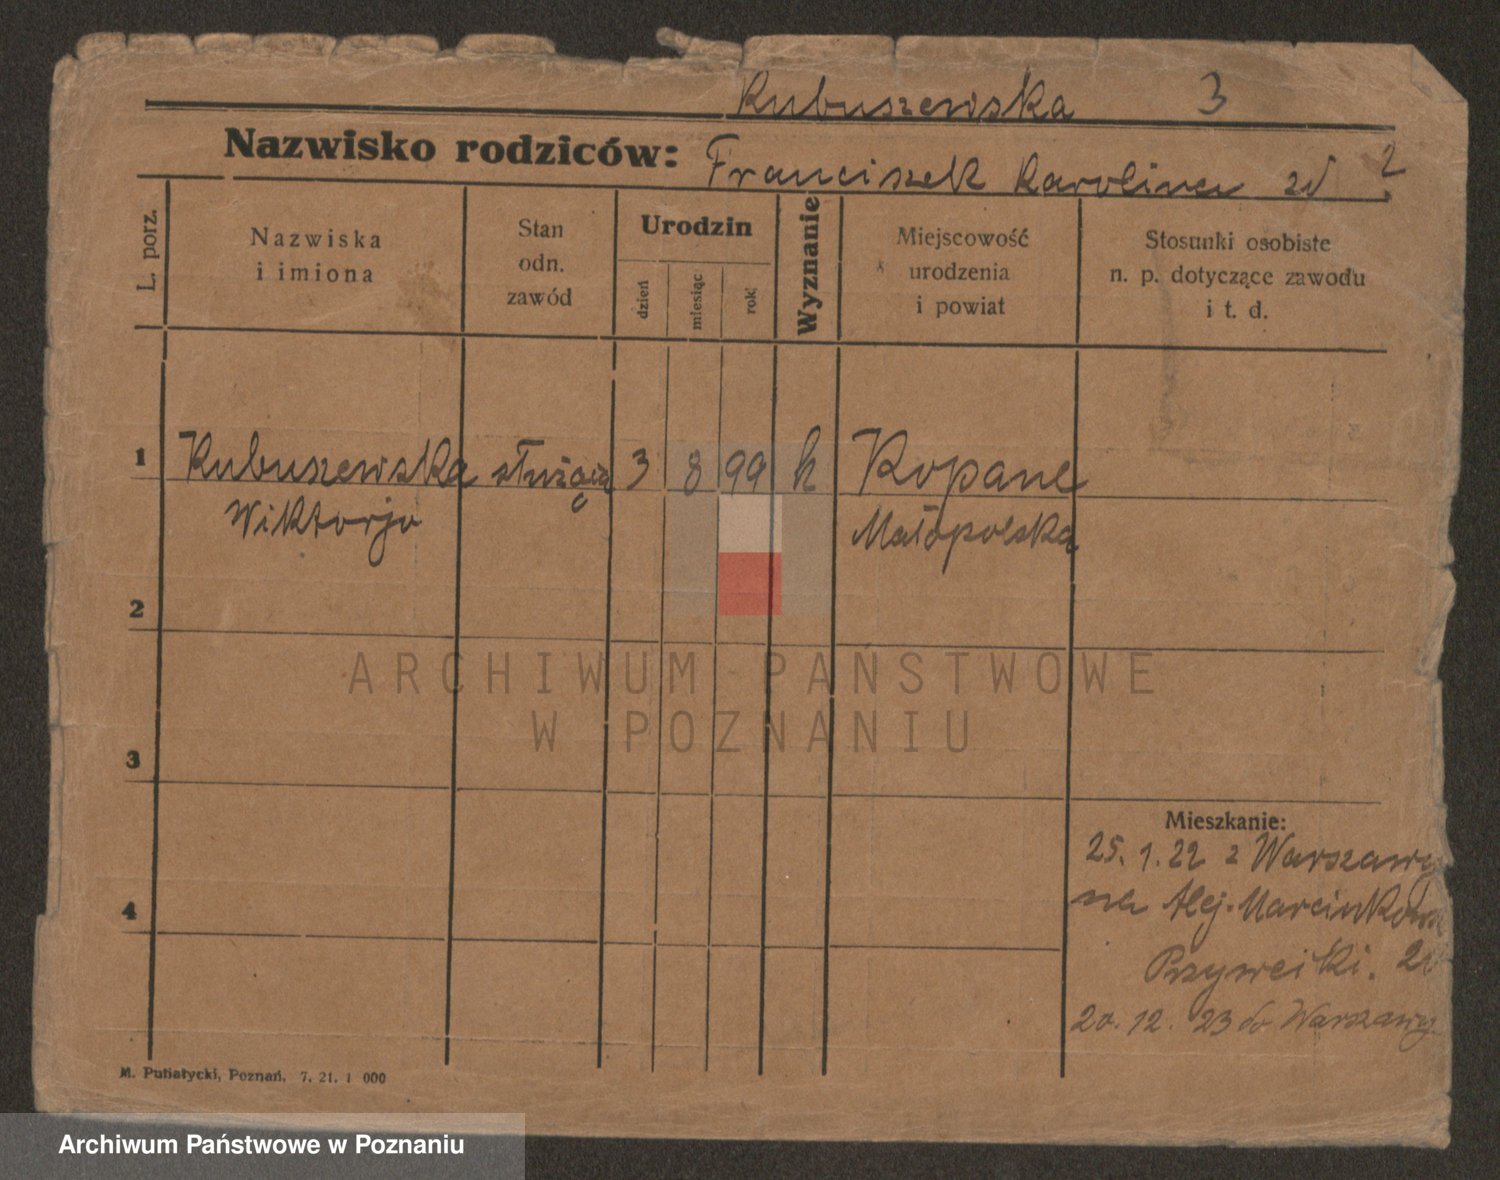 Kubuszewska 3
Nazwisko rodziców: Franciszek Karolina 2
L. porz.
Nazwiska
i imiona
Stan
odn.
zawód
Urodzin
dzień
miesiąc
rok
Wyznanie
Miejscowość
urodzenia
i powiat
Stosunki osobiste
n. p. dotyczące zawodu
i t. d.
1 Kubuszewska służąca 3 8 99 k Kopane
Wiktorja Małopolska
2
ARCHIWUM PAŃSTWOWE
W POZNANIU
3
Mieszkanie:
25. 1. 22 z Warszawy
na Alej. Marcinkows
4
20. 12. 23 do Warszawy
M. Putiatycki, Poznań. 7. 21. 1 000
Archiwum Państwowe w Poznaniu